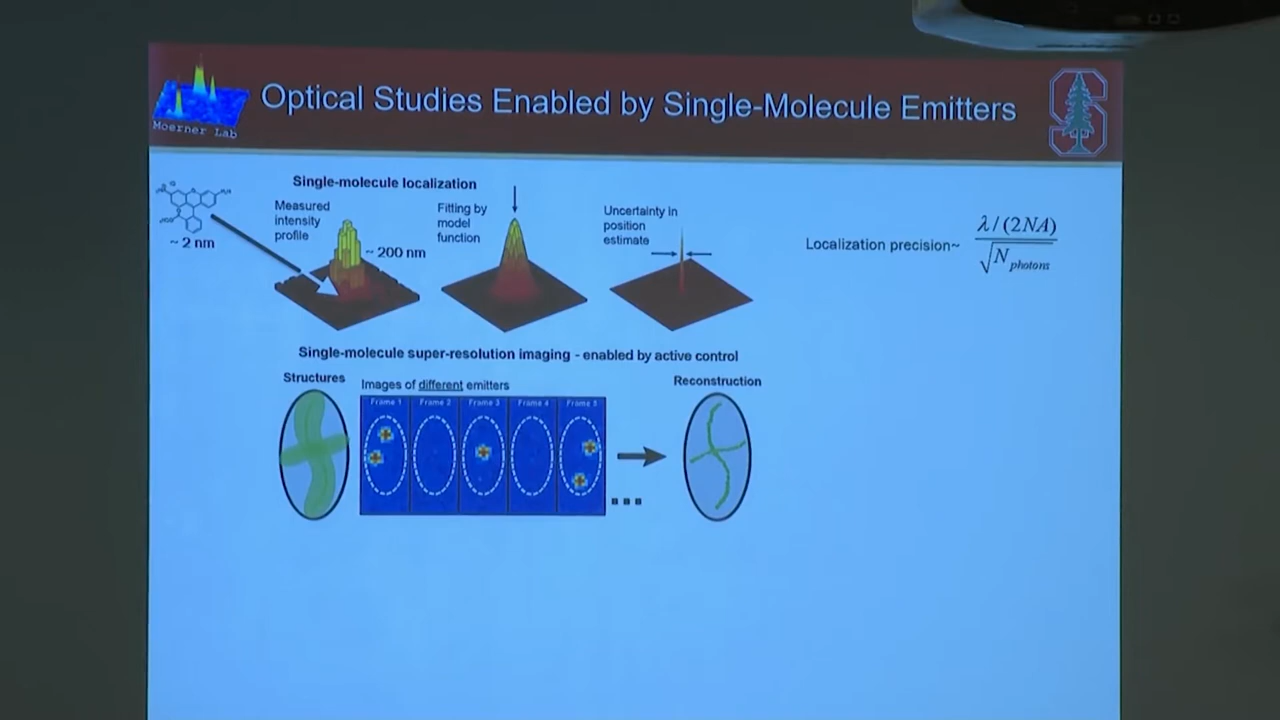 Optical Studies Enabled by Single-Molecule Emitters
Moerner Lab
Single-molecule localization
Measured
intensity
profile
~ 200 nm
Fitting by
model
function
Uncertainty in
position
estimate
~ 2 nm
Localization precision~
λ / (2NA)
√N photons
Single-molecule super-resolution imaging - enabled by active control
Structures
Images of different emitters
Frame 1
Frame 2
Frame 3
Frame 4
Frame 5
Reconstruction